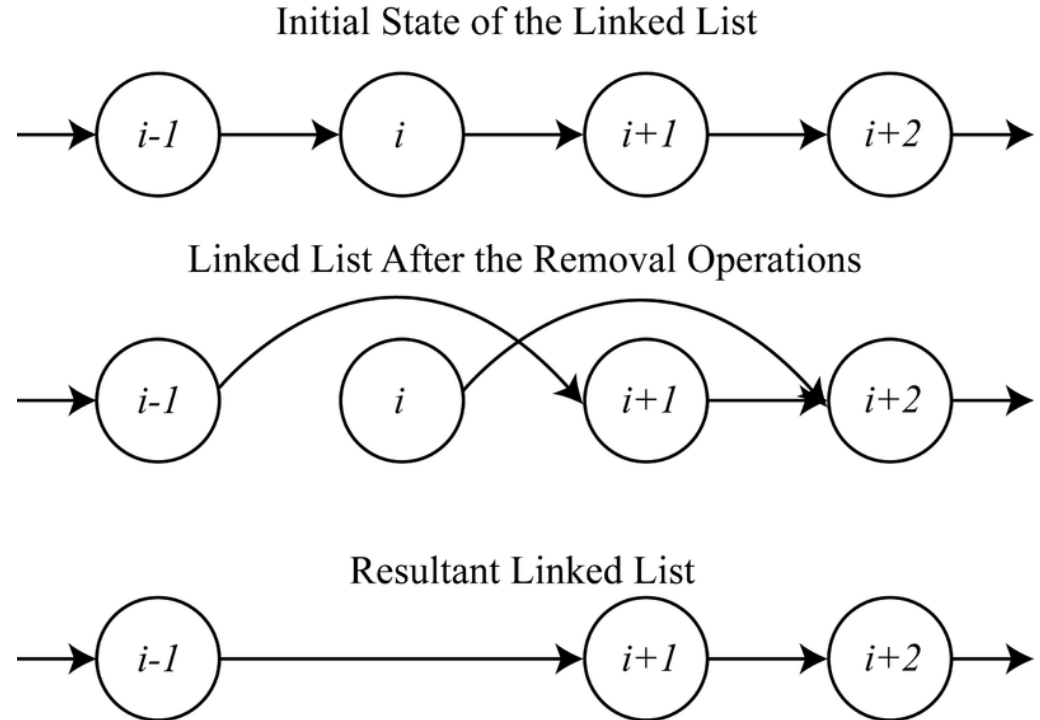 Initial State of the Linked List
i-1 i i+1 i+2
Linked List After the Removal Operations
i-1 i i+1 i+2
Resultant Linked List
i-1 i+1 i+2